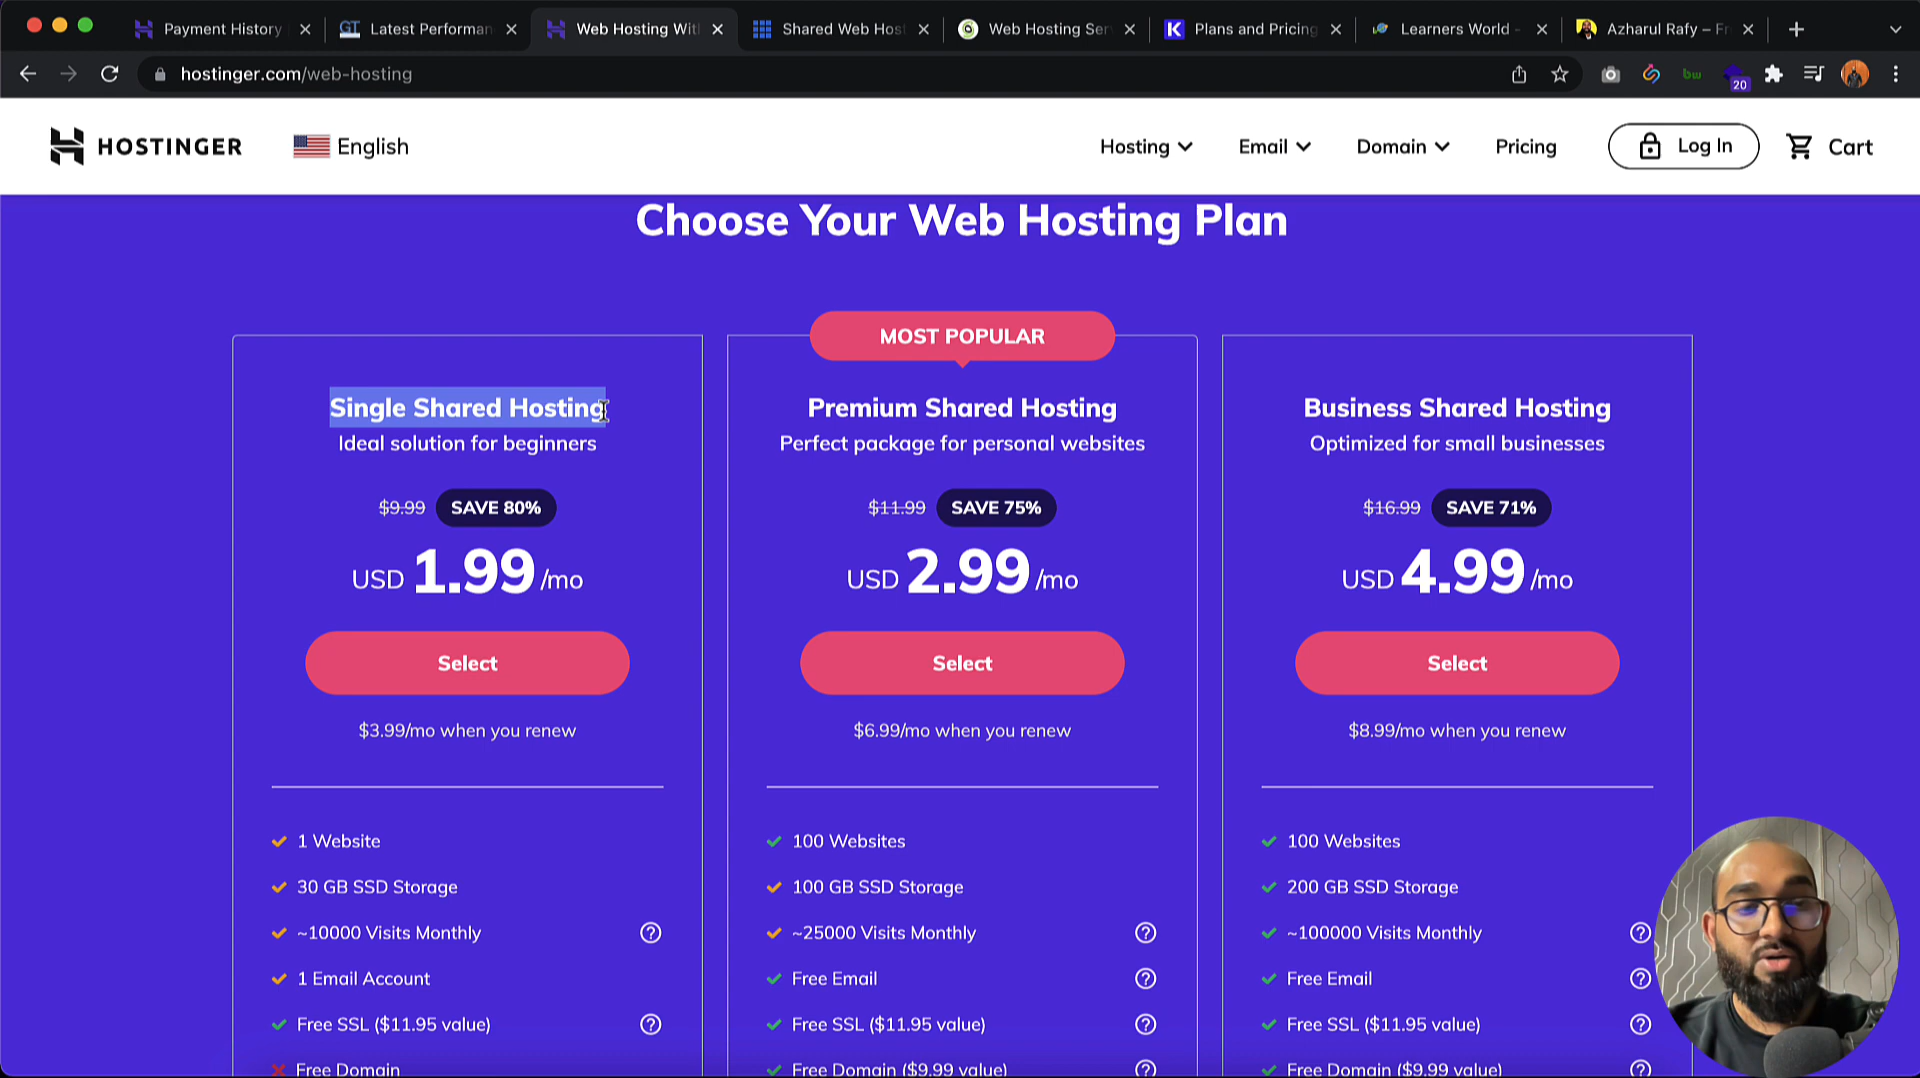 Payment History
Latest Performan
Web Hosting Wit
Shared Web Host
Web Hosting Ser
Plans and Pricing
Learners World -
Azharul Rafy – Fr
hostinger.com/web-hosting
bw
20
HOSTINGER
English
Hosting
Email
Domain
Pricing
Log In
Cart
Choose Your Web Hosting Plan
Single Shared Hosting
Ideal solution for beginners
$9.99 SAVE 80%
USD 1.99 /mo
Select
$3.99/mo when you renew
1 Website
30 GB SSD Storage
~10000 Visits Monthly
1 Email Account
Free SSL ($11.95 value)
Free Domain
MOST POPULAR
Premium Shared Hosting
Perfect package for personal websites
$11.99 SAVE 75%
USD 2.99 /mo
Select
$6.99/mo when you renew
100 Websites
100 GB SSD Storage
~25000 Visits Monthly
Free Email
Free SSL ($11.95 value)
Free Domain ($9.99 value)
Business Shared Hosting
Optimized for small businesses
$16.99 SAVE 71%
USD 4.99 /mo
Select
$8.99/mo when you renew
100 Websites
200 GB SSD Storage
~100000 Visits Monthly
Free Email
Free SSL ($11.95 value)
Free Domain ($9.99 value)